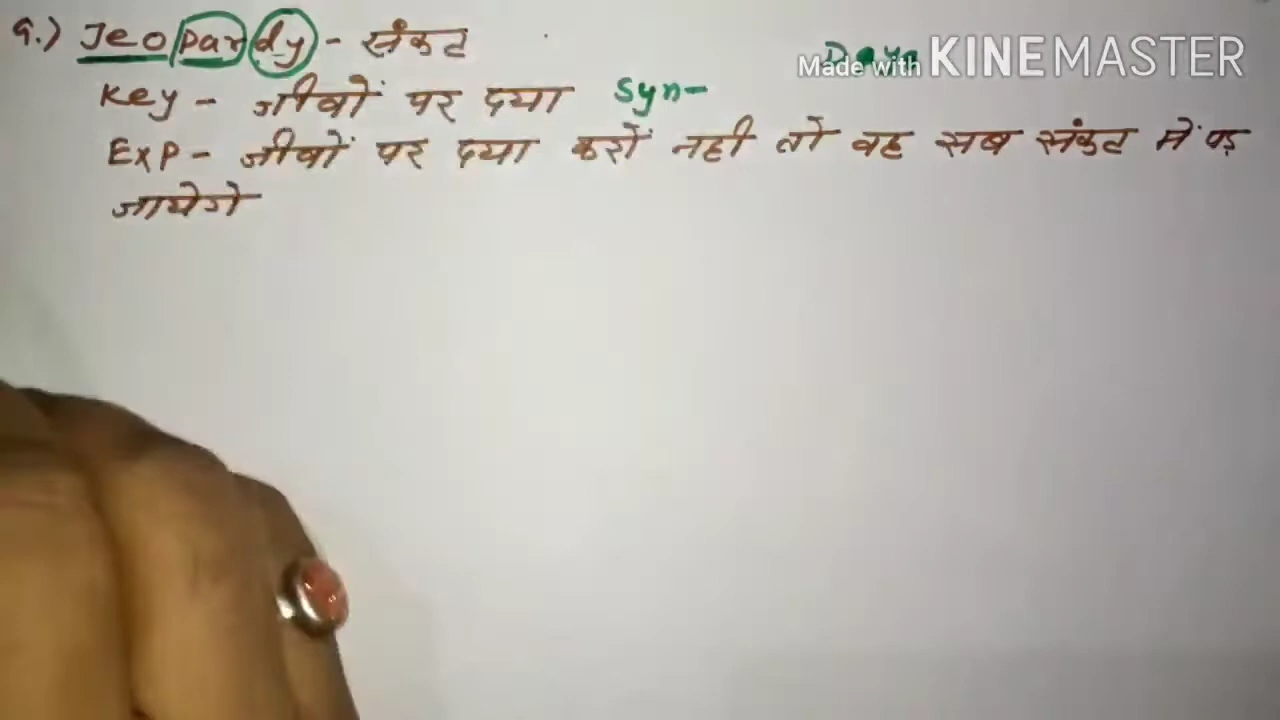 9.) Jeopardy - संकट
Made with KINEMASTER
Key - जीवों पर दया Syn-
Exp - जीवों पर दया करों नही तो वह सब संकट में पड़
जायेगे